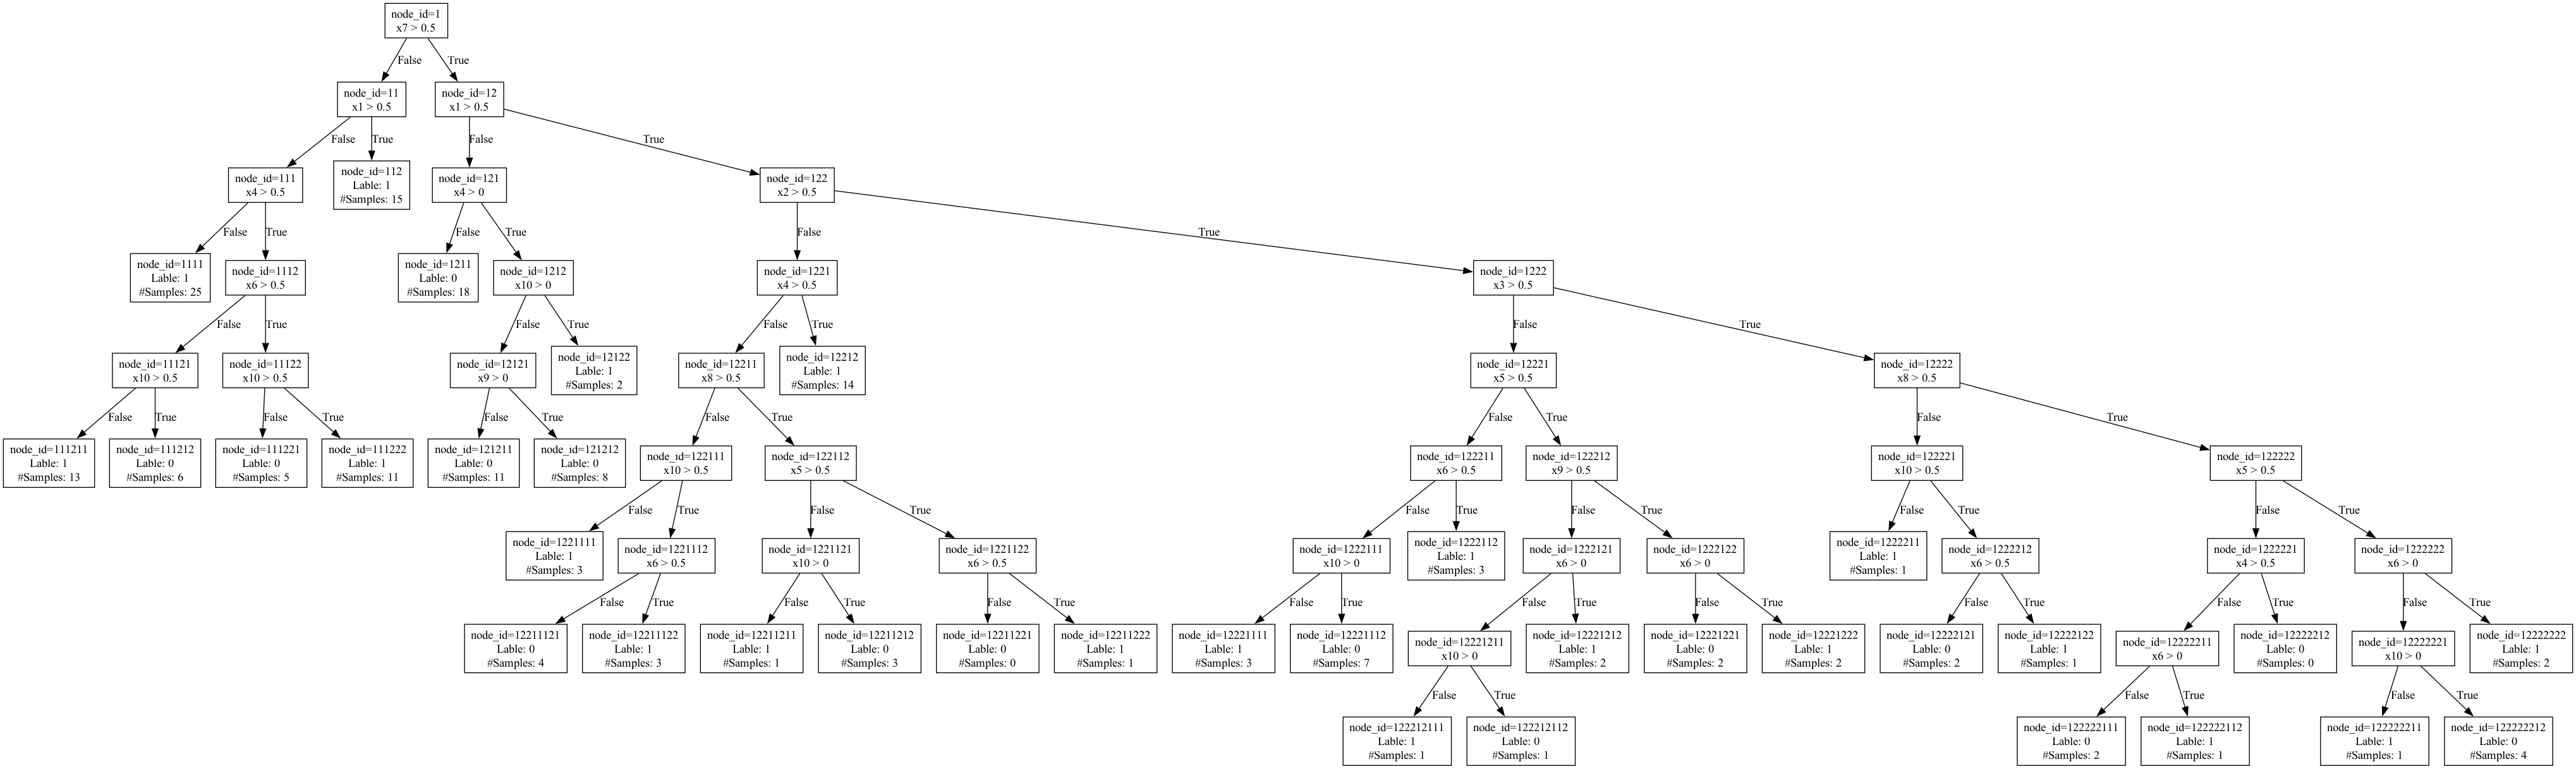 node_id=1
x7 > 0.5
False
True
node_id=11
x1 > 0.5
node_id=12
x1 > 0.5
False
True
False
True
node_id=111
x4 > 0.5
node_id=112
Lable: 1
#Samples: 15
node_id=121
x4 > 0
node_id=122
x2 > 0.5
False
True
False
True
False
True
node_id=1111
Lable: 1
#Samples: 25
node_id=1112
x6 > 0.5
node_id=1211
Lable: 0
#Samples: 18
node_id=1212
x10 > 0
node_id=1221
x4 > 0.5
node_id=1222
x3 > 0.5
False
True
False
True
False
True
False
True
node_id=11121
x10 > 0.5
node_id=11122
x10 > 0.5
node_id=12121
x9 > 0
node_id=12122
Lable: 1
#Samples: 2
node_id=12211
x8 > 0.5
node_id=12212
Lable: 1
#Samples: 14
node_id=12221
x5 > 0.5
node_id=12222
x8 > 0.5
False
True
False
True
False
True
False
True
False
True
False
True
node_id=111211
Lable: 1
#Samples: 13
node_id=111212
Lable: 0
#Samples: 6
node_id=111221
Lable: 0
#Samples: 5
node_id=111222
Lable: 1
#Samples: 11
node_id=121211
Lable: 0
#Samples: 11
node_id=121212
Lable: 0
#Samples: 8
node_id=122111
x10 > 0.5
node_id=122112
x5 > 0.5
node_id=122211
x6 > 0.5
node_id=122212
x9 > 0.5
node_id=122221
x10 > 0.5
node_id=122222
x5 > 0.5
False
True
False
True
False
True
False
True
False
True
False
True
node_id=1221111
Lable: 1
#Samples: 3
node_id=1221112
x6 > 0.5
node_id=1221121
x10 > 0
node_id=1221122
x6 > 0.5
node_id=1222111
x10 > 0
node_id=1222112
Lable: 1
#Samples: 3
node_id=1222121
x6 > 0
node_id=1222122
x6 > 0
node_id=1222211
Lable: 1
#Samples: 1
node_id=1222212
x6 > 0.5
node_id=1222221
x4 > 0.5
node_id=1222222
x6 > 0
False
True
False
True
False
True
False
True
False
True
False
True
False
True
False
True
False
True
node_id=12211121
Lable: 0
#Samples: 4
node_id=12211122
Lable: 1
#Samples: 3
node_id=12211211
Lable: 1
#Samples: 1
node_id=12211212
Lable: 0
#Samples: 3
node_id=12211221
Lable: 0
#Samples: 0
node_id=12211222
Lable: 1
#Samples: 1
node_id=12221111
Lable: 1
#Samples: 3
node_id=12221112
Lable: 0
#Samples: 7
node_id=12221211
x10 > 0
node_id=12221212
Lable: 1
#Samples: 2
node_id=12221221
Lable: 0
#Samples: 2
node_id=12221222
Lable: 1
#Samples: 2
node_id=12222121
Lable: 0
#Samples: 2
node_id=12222122
Lable: 1
#Samples: 1
node_id=12222211
x6 > 0
node_id=12222212
Lable: 0
#Samples: 0
node_id=12222221
x10 > 0
node_id=12222222
Lable: 1
#Samples: 2
False
True
False
True
False
True
node_id=122212111
Lable: 1
#Samples: 1
node_id=122212112
Lable: 0
#Samples: 1
node_id=122222111
Lable: 0
#Samples: 2
node_id=122222112
Lable: 1
#Samples: 1
node_id=122222211
Lable: 1
#Samples: 1
node_id=122222212
Lable: 0
#Samples: 4